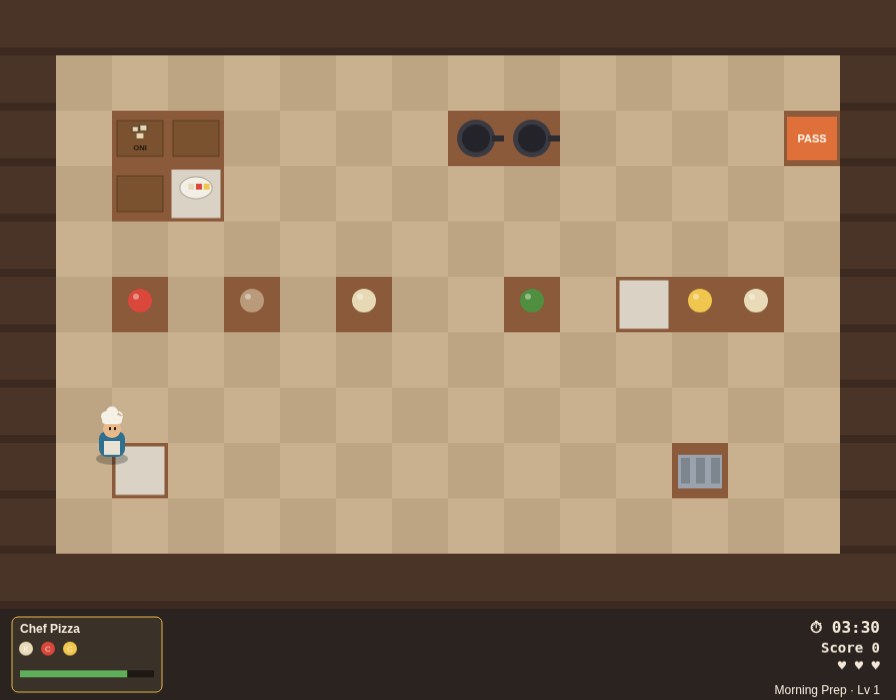 ONI
PASS
Chef Pizza
C
⏱ 03:30
Score 0
♥ ♥ ♥
Morning Prep · Lv 1